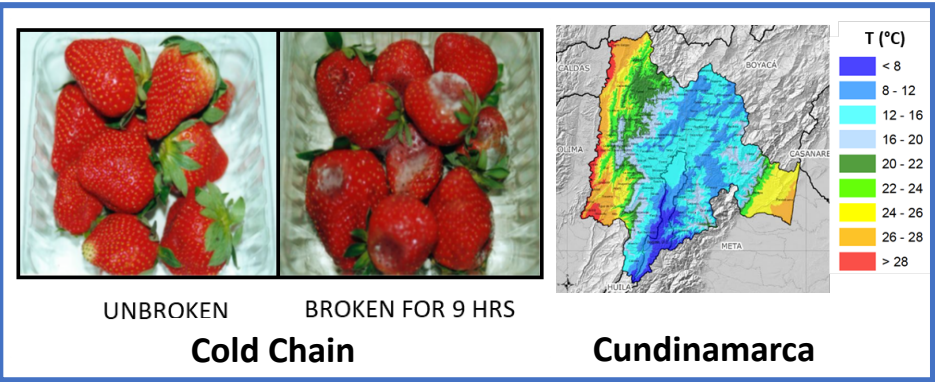 UNBROKEN
BROKEN FOR 9 HRS
Cold Chain
CALDAS
BOYACÁ
OLIMA
CASANARE
META
HUILA
Cundinamarca
T (°C)
< 8
8 - 12
12 - 16
16 - 20
20 - 22
22 - 24
24 - 26
26 - 28
> 28